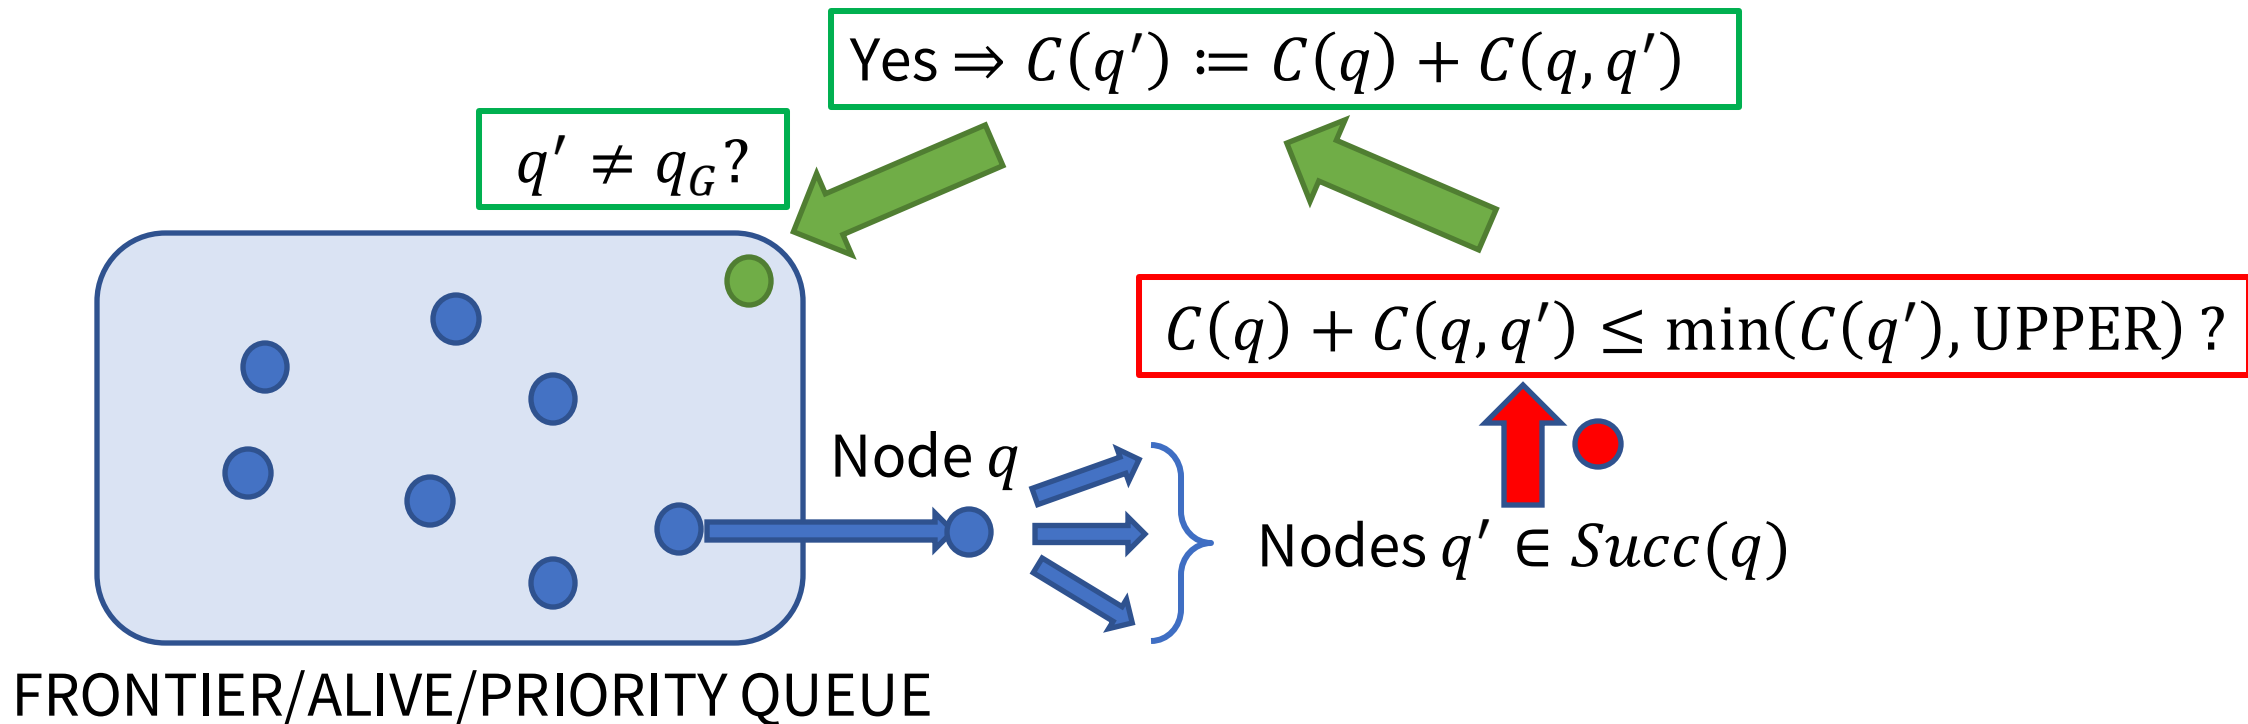 Yes ⇒ C(q′) ≔ C(q) + C(q, q′)
q′ ≠ q_G?
C(q) + C(q, q′) ≤ min(C(q′), UPPER) ?
Node q
Nodes q′ ∈ Succ(q)
FRONTIER/ALIVE/PRIORITY QUEUE